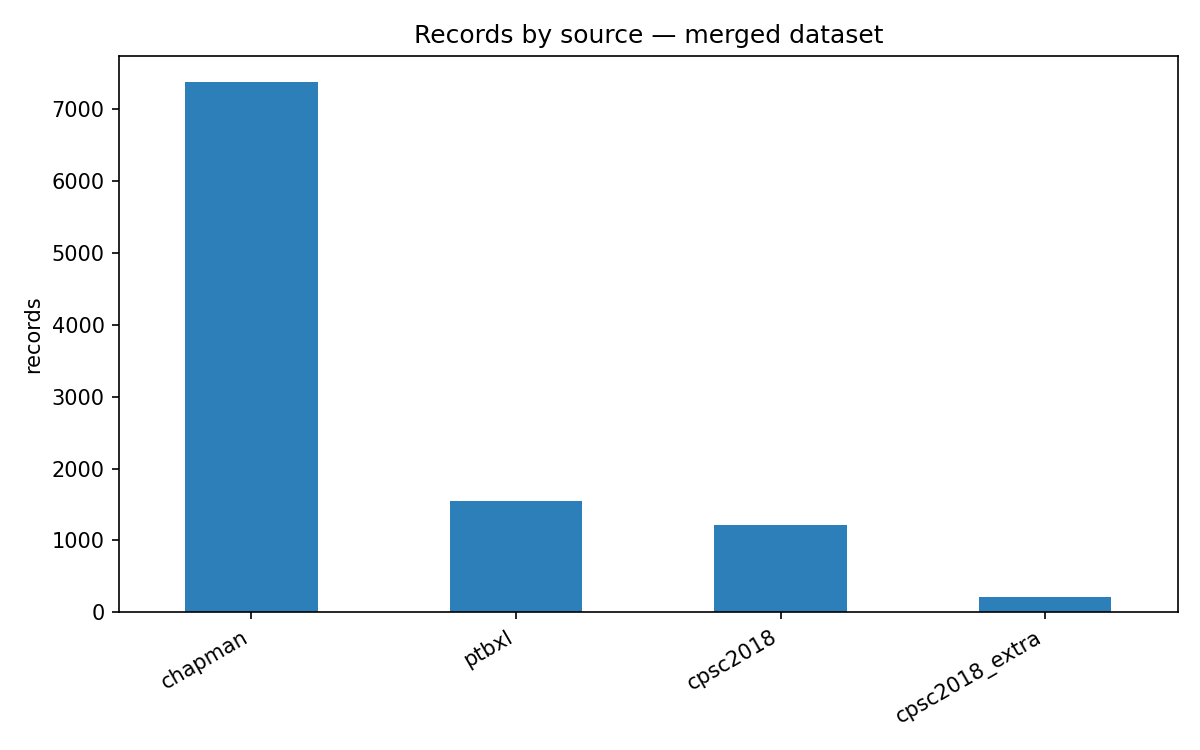 Records by source — merged dataset
records
7000
6000
5000
4000
3000
2000
1000
0
chapman
ptbxl
cpsc2018
cpsc2018_extra